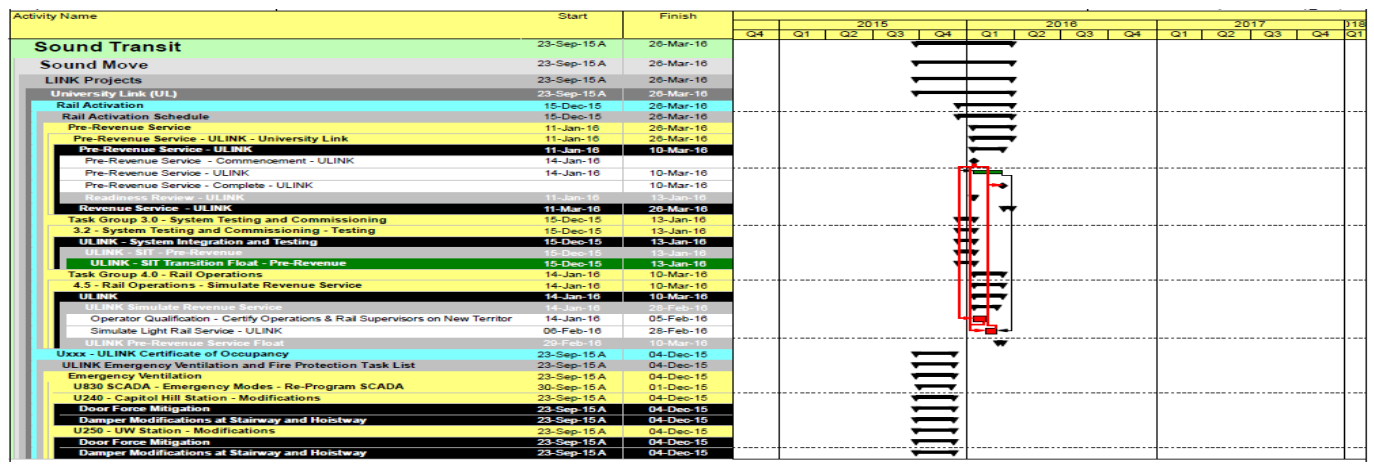 Activity Name Start Finish 2015 2016 2017 018
Q4 Q1 Q2 Q3 Q4 Q1 Q2 Q3 Q4 Q1 Q2 Q3 Q4 Q1
Sound Transit 23-Sep-15 A 26-Mar-16
Sound Move 23-Sep-15 A 26-Mar-16
LINK Projects 23-Sep-15 A 26-Mar-16
University Link (UL) 23-Sep-15 A 26-Mar-16
Rail Activation 15-Dec-15 26-Mar-16
Rail Activation Schedule 15-Dec-15 26-Mar-16
Pre-Revenue Service 11-Jan-16 26-Mar-16
Pre-Revenue Service - ULINK - University Link 11-Jan-16 26-Mar-16
Pre-Revenue Service - ULINK 11-Jan-16 10-Mar-16
Pre-Revenue Service - Commencement - ULINK 14-Jan-16
Pre-Revenue Service - ULINK 14-Jan-16 10-Mar-16
Pre-Revenue Service - Complete - ULINK 10-Mar-16
Readiness Review - ULINK 11-Jan-16 13-Jan-16
Revenue Service - ULINK 11-Mar-16 26-Mar-16
Task Group 3.0 - System Testing and Commissioning 15-Dec-15 13-Jan-16
3.2 - System Testing and Commissioning - Testing 15-Dec-15 13-Jan-16
ULINK - System Integration and Testing 15-Dec-15 13-Jan-16
ULINK - SIT - Pre-Revenue 15-Dec-15 13-Jan-16
ULINK - SIT Transition Float - Pre-Revenue 15-Dec-15 13-Jan-16
Task Group 4.0 - Rail Operations 14-Jan-16 10-Mar-16
4.5 - Rail Operations - Simulate Revenue Service 14-Jan-16 10-Mar-16
ULINK 14-Jan-16 10-Mar-16
ULINK Simulate Revenue Service 14-Jan-16 28-Feb-16
Operator Qualification - Certify Operations & Rail Supervisors on New Territor 14-Jan-16 05-Feb-16
Simulate Light Rail Service - ULINK 06-Feb-16 28-Feb-16
ULINK Pre-Revenue Service Float 29-Feb-16 10-Mar-16
Uxxx - ULINK Certificate of Occupancy 23-Sep-15 A 04-Dec-15
ULINK Emergency Ventilation and Fire Protection Task List 23-Sep-15 A 04-Dec-15
Emergency Ventilation 23-Sep-15 A 04-Dec-15
U830 SCADA - Emergency Modes - Re-Program SCADA 30-Sep-15 A 01-Dec-15
U240 - Capitol Hill Station - Modifications 23-Sep-15 A 04-Dec-15
Door Force Mitigation 23-Sep-15 A 04-Dec-15
Damper Modifications at Stairway and Hoistway 23-Sep-15 A 04-Dec-15
U250 - UW Station - Modifications 23-Sep-15 A 04-Dec-15
Door Force Mitigation 23-Sep-15 A 04-Dec-15
Damper Modifications at Stairway and Hoistway 23-Sep-15 A 04-Dec-15